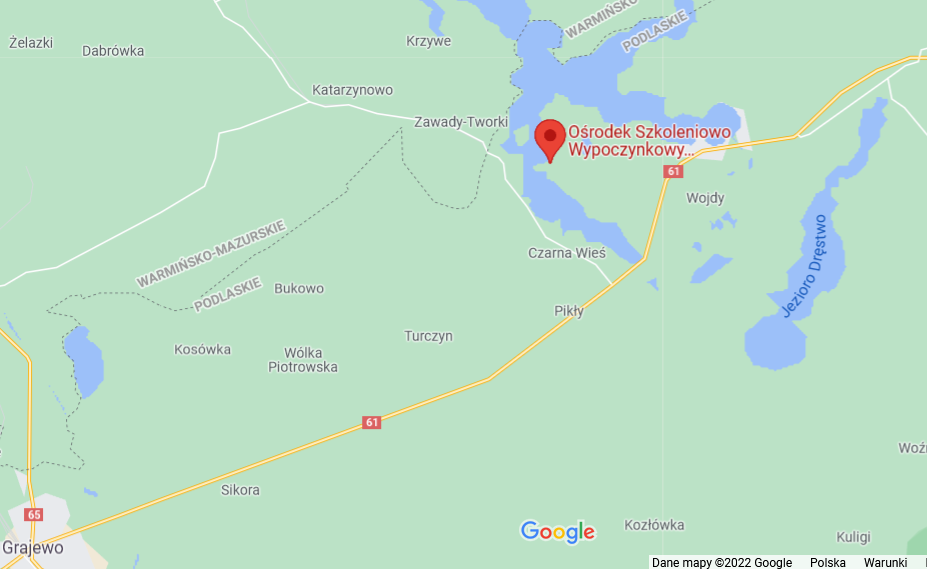 WARMIŃSKO
PODLASKIE
Krzywe
Żelazki
Dabrówka
Katarzynowo
Zawady-Tworki
Ośrodek Szkoleniowo
Wypoczynkowy...
61
Wojdy
WARMIŃSKO-MAZURSKIE
PODLASKIE
Czarna Wieś
Jezioro Dręstwo
Bukowo
Pikły
Turczyn
Kosówka
Wólka
Piotrowska
61
Sikora
65
Grajewo
Google
Kozłówka
Kuligi
Dane mapy ©2022 Google
Polska
Warunki